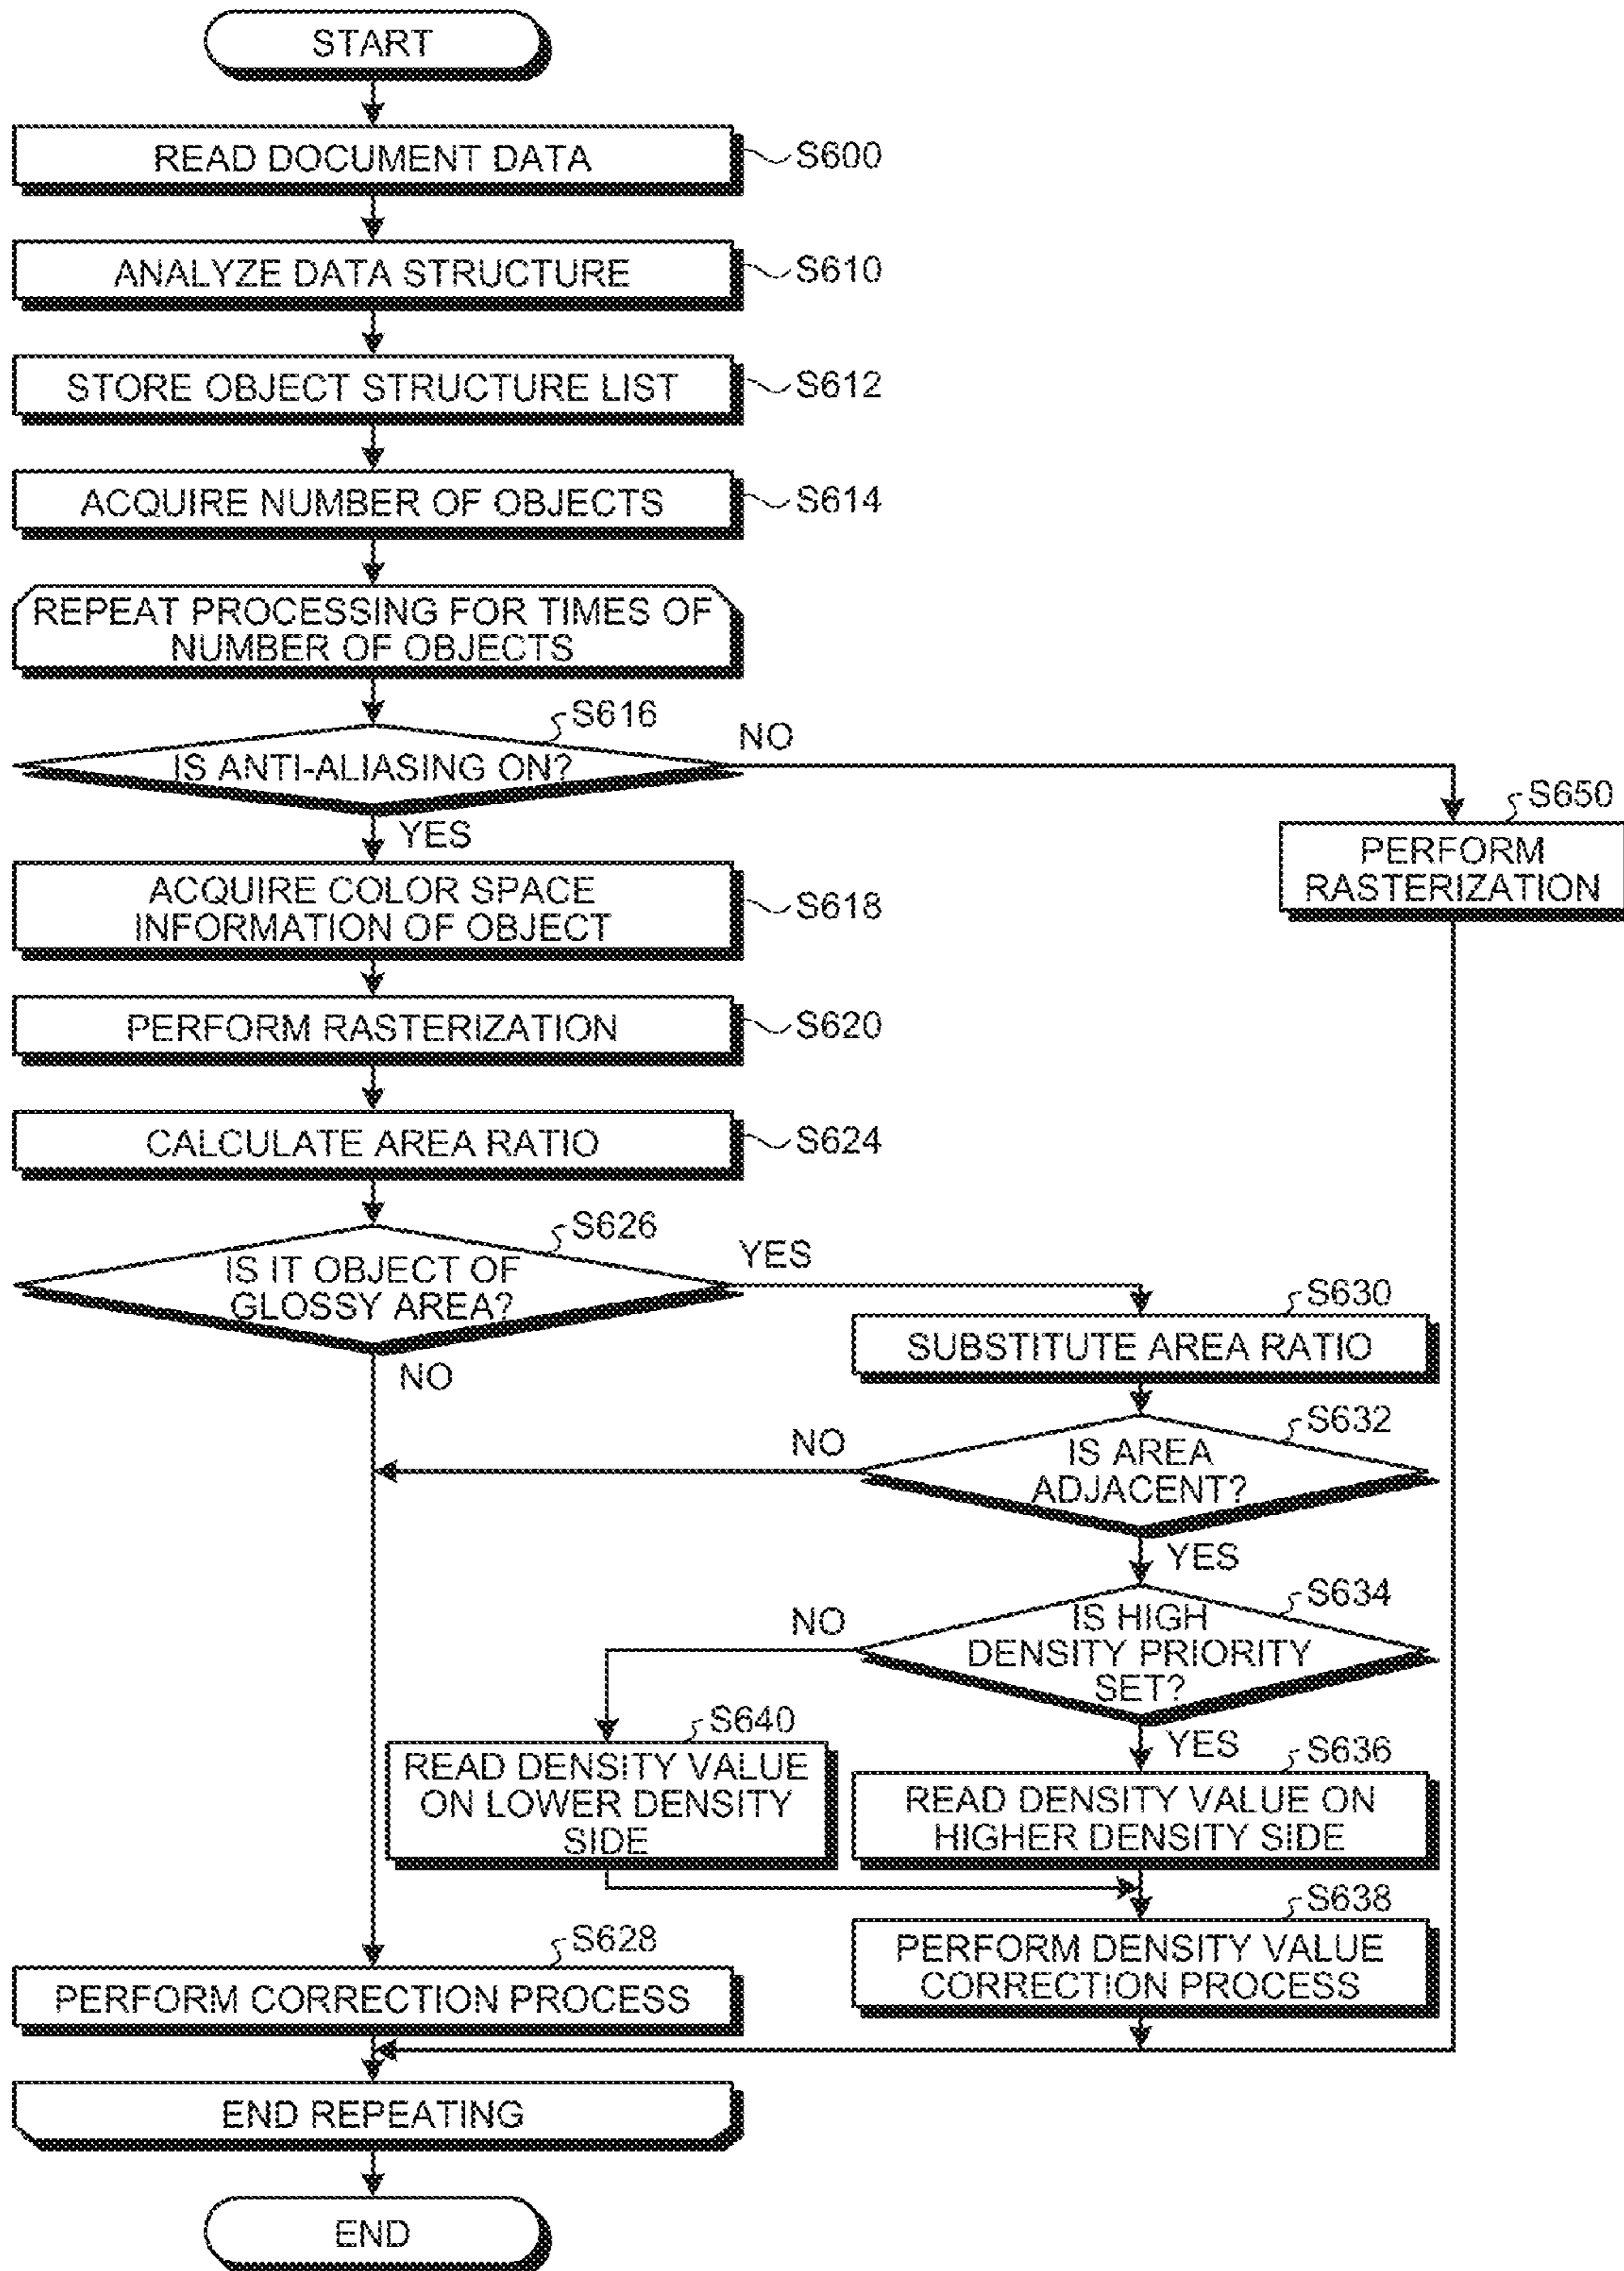 START
READ DOCUMENT DATA
S600
ANALYZE DATA STRUCTURE
S610
STORE OBJECT STRUCTURE LIST
S612
ACQUIRE NUMBER OF OBJECTS
S614
REPEAT PROCESSING FOR TIMES OF
NUMBER OF OBJECTS
S616
IS ANTI-ALIASING ON?
NO
YES
S650
PERFORM
RASTERIZATION
ACQUIRE COLOR SPACE
INFORMATION OF OBJECT
S618
PERFORM RASTERIZATION
S620
CALCULATE AREA RATIO
S624
S626
IS IT OBJECT OF
GLOSSY AREA?
YES
NO
S630
SUBSTITUTE AREA RATIO
S632
IS AREA
ADJACENT?
NO
YES
S634
IS HIGH
DENSITY PRIORITY
SET?
NO
YES
S640
READ DENSITY VALUE
ON LOWER DENSITY
SIDE
S636
READ DENSITY VALUE ON
HIGHER DENSITY SIDE
S638
PERFORM DENSITY VALUE
CORRECTION PROCESS
S628
PERFORM CORRECTION PROCESS
END REPEATING
END